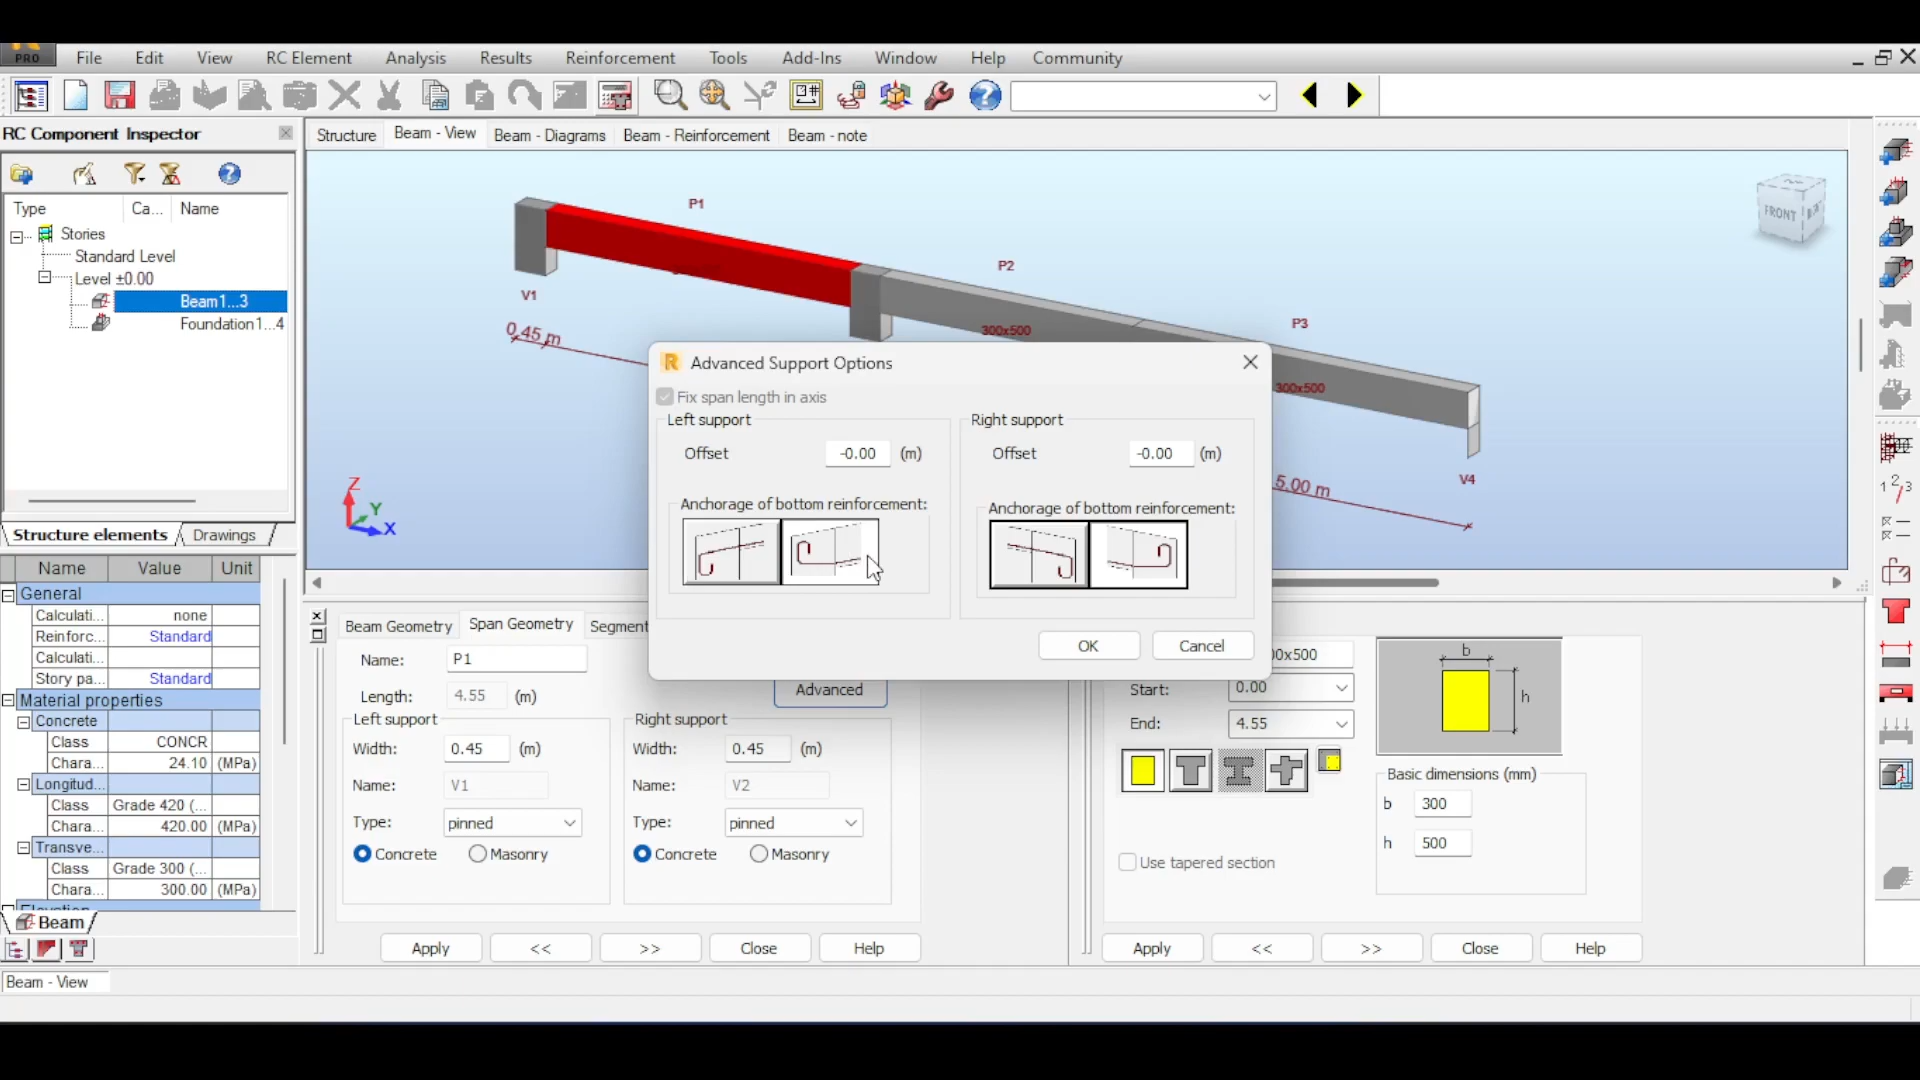 PRO
File Edit View RC Element Analysis Results Reinforcement Tools Add-Ins Window Help Community
RC Component Inspector
Structure Beam - View Beam - Diagrams Beam - Reinforcement Beam - note
Type Ca... Name
Stories
Standard Level
Level ±0.00
Beam1...3
Foundation1...4
Structure elements Drawings
P1
V1
0.45 m
P2
300x500
P3
300x500
5.00 m
V4
Z
Y
X
FRONT
Advanced Support Options
Fix span length in axis
Left support
Offset -0.00 (m)
Anchorage of bottom reinforcement:
Right support
Offset -0.00 (m)
Anchorage of bottom reinforcement:
OK Cancel
Name Value Unit
General
Calculati... none
Reinforc... Standard
Calculati...
Story pa... Standard
Material properties
Concrete
Class CONCR
Chara... 24.10 (MPa)
Longitud...
Class Grade 420 (...
Chara... 420.00 (MPa)
Transve...
Class Grade 300 (...
Chara... 300.00 (MPa)
Elevation
Beam
Beam - View
Beam Geometry Span Geometry Segment
Name: P1
Length: 4.55 (m)
Advanced
Left support
Width: 0.45 (m)
Name: V1
Type: pinned
Concrete Masonry
Right support
Width: 0.45 (m)
Name: V2
Type: pinned
Concrete Masonry
Apply << >> Close Help
0x500
Start: 0.00
End: 4.55
Use tapered section
b
h
Basic dimensions (mm)
b 300
h 500
Apply << >> Close Help